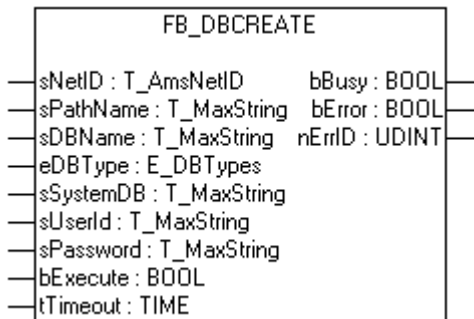 FB_DBCREATE
sNetID : T_AmsNetID bBusy : BOOL
sPathName : T_MaxString bError : BOOL
sDBName : T_MaxString nErrID : UDINT
eDBType : E_DBTypes
sSystemDB : T_MaxString
sUserId : T_MaxString
sPassword : T_MaxString
bExecute : BOOL
tTimeout : TIME